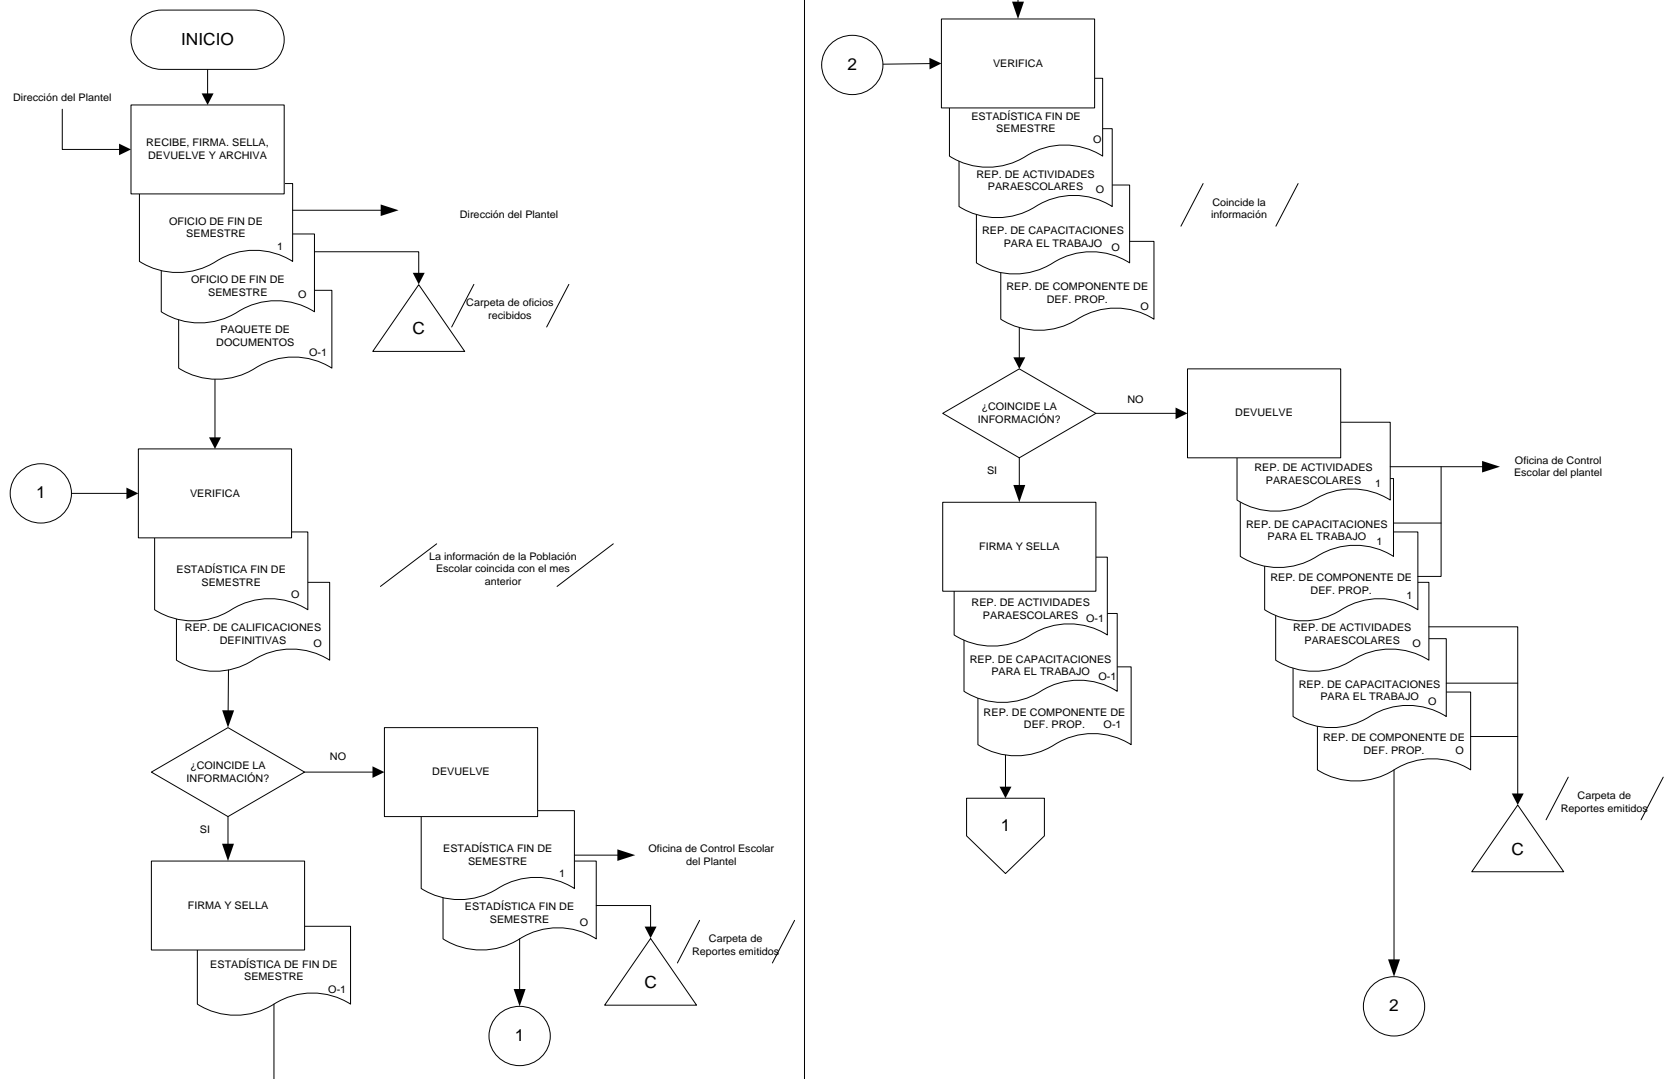 INICIO
Dirección del Plantel
RECIBE, FIRMA. SELLA,
DEVUELVE Y ARCHIVA
OFICIO DE FIN DE
SEMESTRE
1
Dirección del Plantel
OFICIO DE FIN DE
SEMESTRE
O
Carpeta de oficios
recibidos
C
PAQUETE DE
DOCUMENTOS
O-1
1
VERIFICA
ESTADÍSTICA FIN DE
SEMESTRE
O
La información de la Población
Escolar coincida con el mes
anterior
REP. DE CALIFICACIONES
DEFINITIVAS
O
¿COINCIDE LA
INFORMACIÓN?
NO
DEVUELVE
SI
ESTADÍSTICA FIN DE
SEMESTRE
1
Oficina de Control Escolar
del Plantel
FIRMA Y SELLA
ESTADÍSTICA FIN DE
SEMESTRE
O
Carpeta de
Reportes emitidos
C
ESTADÍSTICA DE FIN DE
SEMESTRE
O-1
1
2
VERIFICA
ESTADÍSTICA FIN DE
SEMESTRE
O
REP. DE ACTIVIDADES
PARAESCOLARES
O
Coincide la
información
REP. DE CAPACITACIONES
PARA EL TRABAJO
O
REP. DE COMPONENTE DE
DEF. PROP.
O
¿COINCIDE LA
INFORMACIÓN?
NO
DEVUELVE
SI
REP. DE ACTIVIDADES
PARAESCOLARES
1
Oficina de Control
Escolar del plantel
REP. DE CAPACITACIONES
PARA EL TRABAJO
1
FIRMA Y SELLA
REP. DE COMPONENTE DE
DEF. PROP.
1
REP. DE ACTIVIDADES
PARAESCOLARES
O-1
REP. DE ACTIVIDADES
PARAESCOLARES
O
REP. DE CAPACITACIONES
PARA EL TRABAJO
O-1
REP. DE CAPACITACIONES
PARA EL TRABAJO
O
REP. DE COMPONENTE DE
DEF. PROP.
O-1
REP. DE COMPONENTE DE
DEF. PROP.
O
1
Carpeta de
Reportes emitidos
C
2